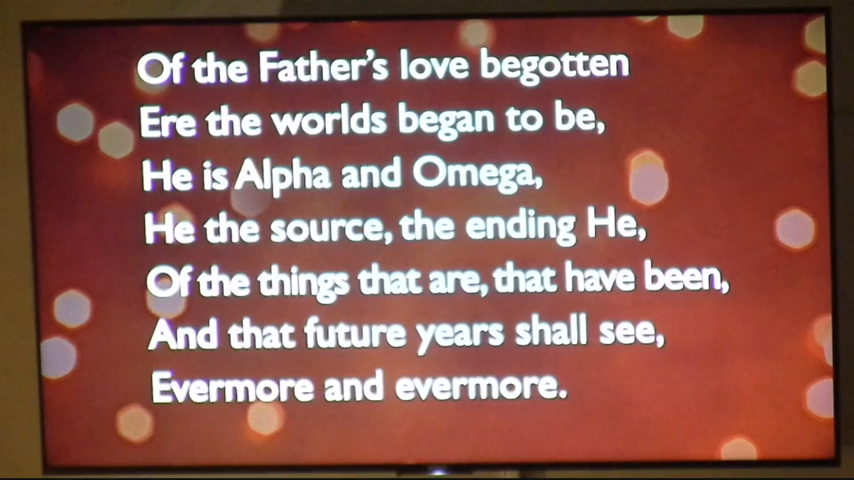 Of the Father's love begotten
Ere the worlds began to be,
He is Alpha and Omega,
He the source, the ending He,
Of the things that are, that have been,
And that future years shall see,
Evermore and evermore.